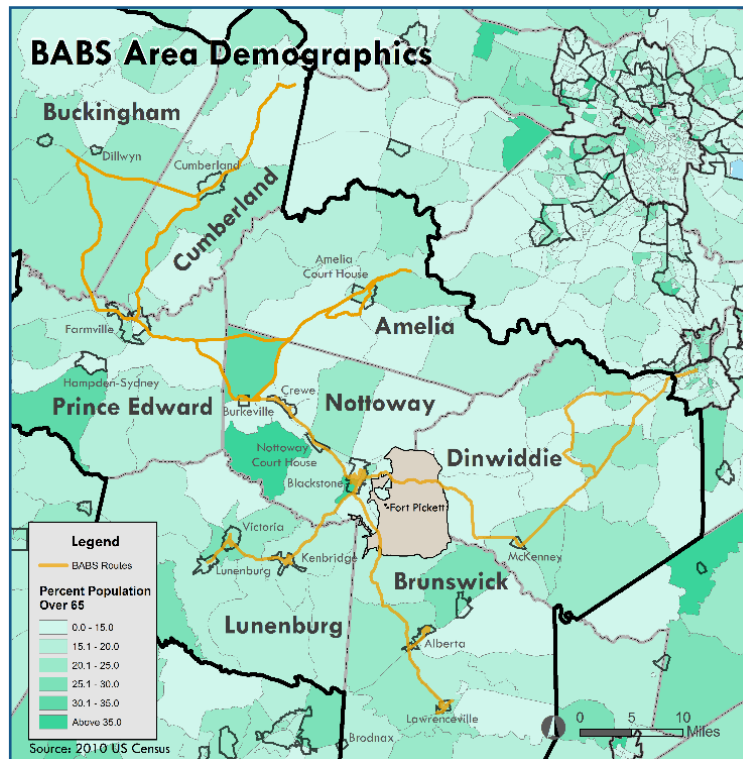 BABS Area Demographics
Buckingham
Dillwyn
Cumberland
Cumberland
Amelia
Court House
Farmville
Amelia
Hampden-Sydney
Crewe
Prince Edward
Burkeville
Nottoway
Nottoway
Court House
Dinwiddie
Blackstone
Fort Pickett
Victoria
Lunenburg
Kenbridge
McKenney
Brunswick
Lunenburg
Alberta
Lawrenceville
Brodnax
Legend
BABS Routes
Percent Population
Over 65
0.0 - 15.0
15.1 - 20.0
20.1 - 25.0
25.1 - 30.0
30.1 - 35.0
Above 35.0
Source: 2010 US Census
0 5 10
Miles